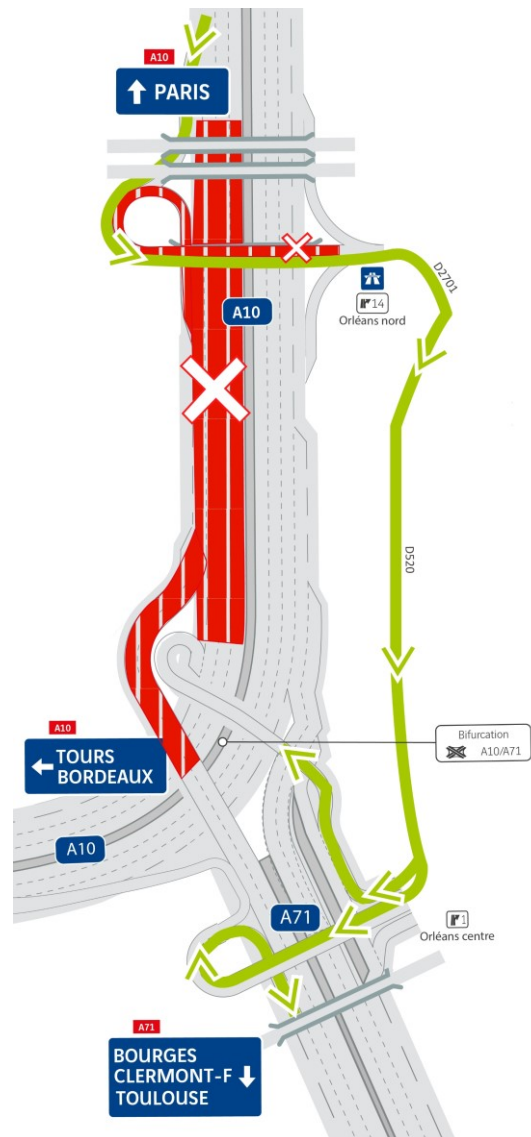 A10
PARIS
D2701
14
Orléans nord
A10
D520
A10
TOURS
BORDEAUX
Bifurcation
A10/A71
A10
A71
1
Orléans centre
A71
BOURGES
CLERMONT-F
TOULOUSE